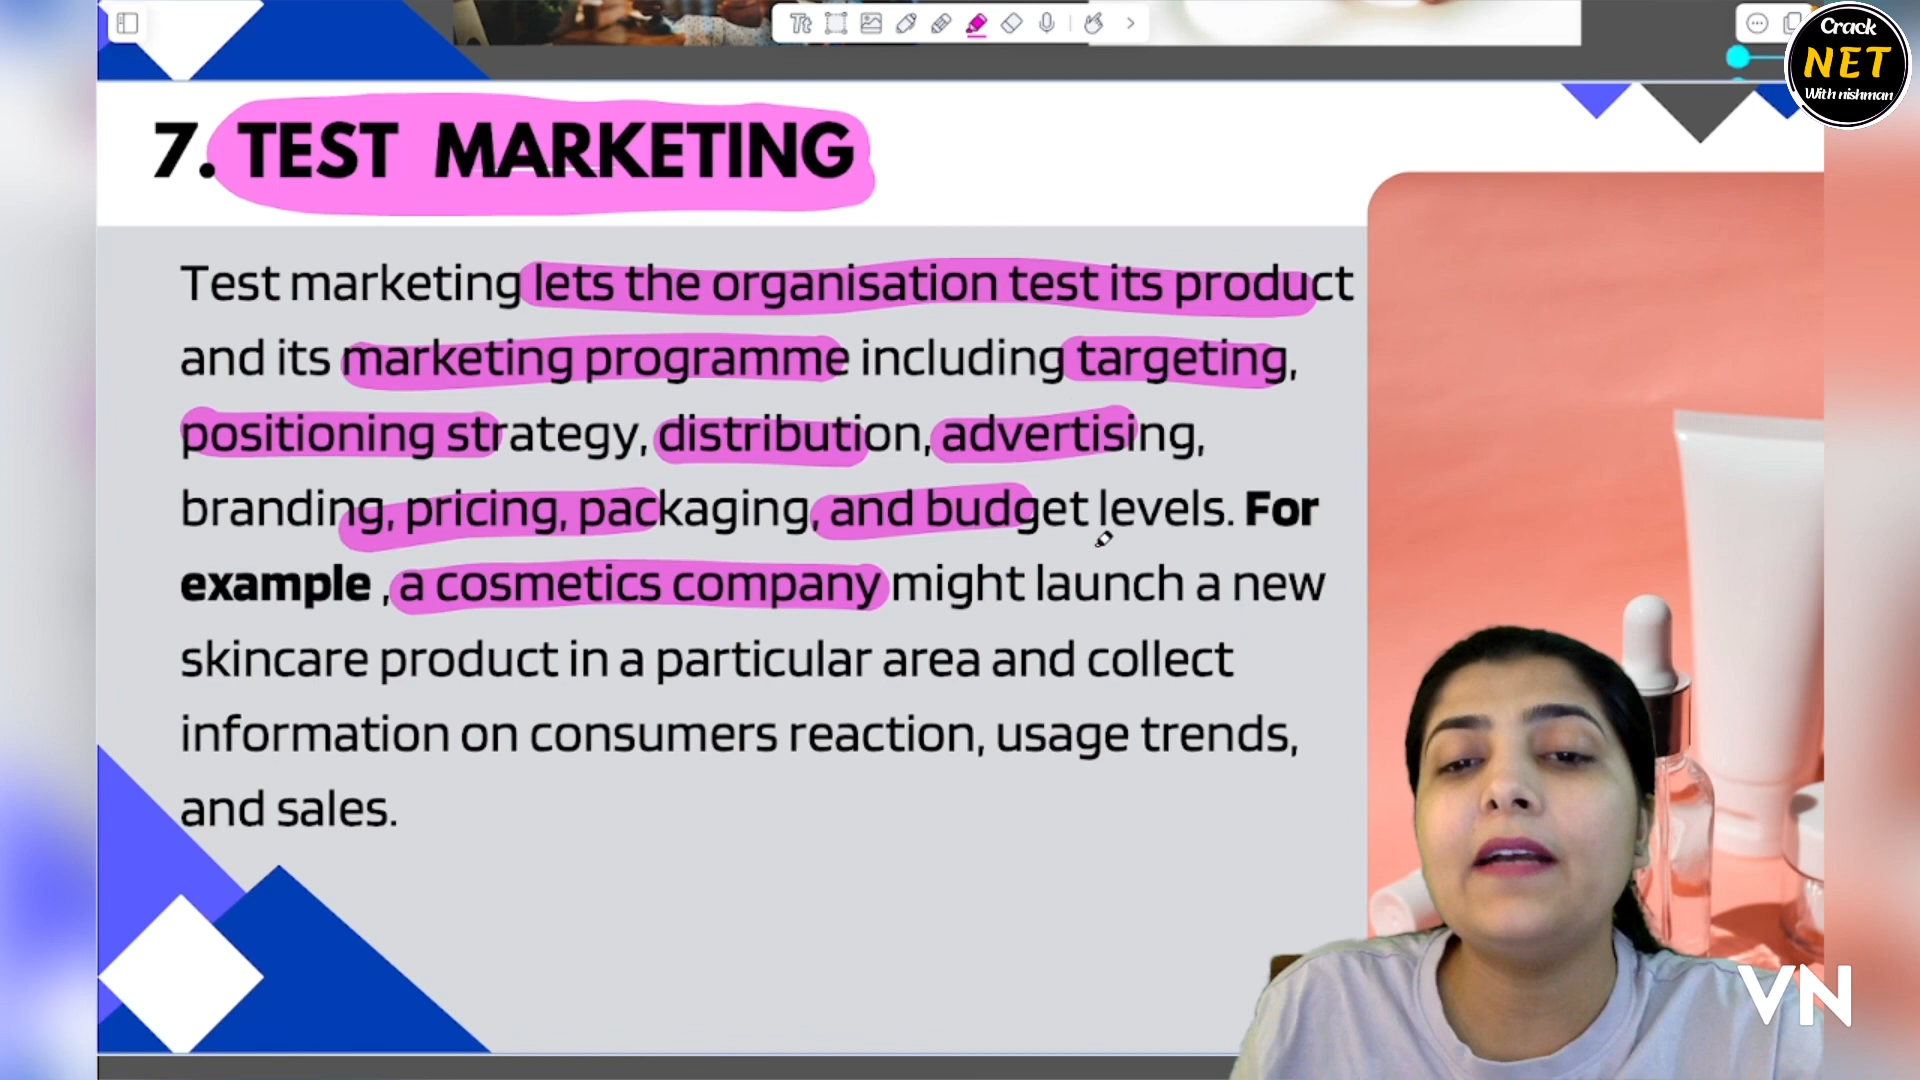 Tt
Crack
NET
With nishman
7. TEST MARKETING
Test marketing lets the organisation test its product
and its marketing programme including targeting,
positioning strategy, distribution, advertising,
branding, pricing, packaging, and budget levels. For
example , a cosmetics company might launch a new
skincare product in a particular area and collect
information on consumers reaction, usage trends,
and sales.
VN